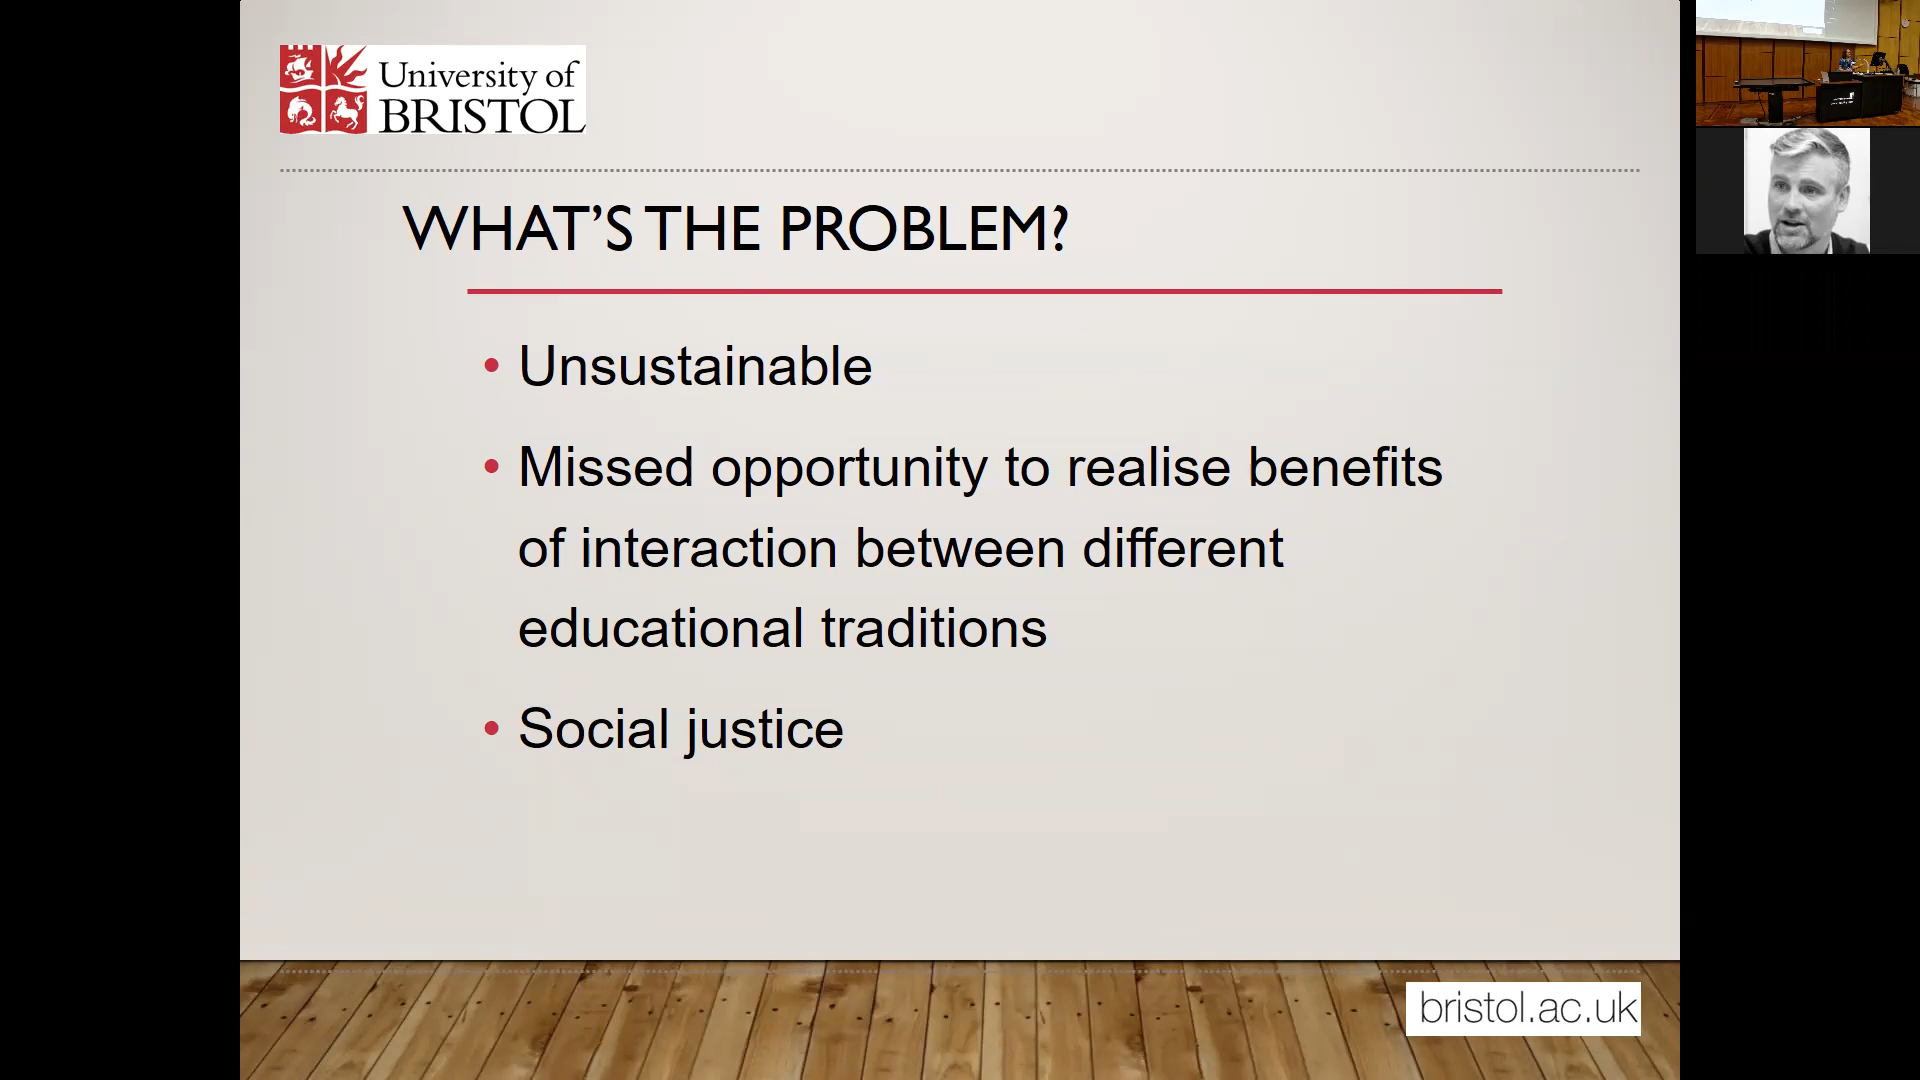 University of
BRISTOL
WHAT'S THE PROBLEM?
• Unsustainable
• Missed opportunity to realise benefits
of interaction between different
educational traditions
• Social justice
bristol.ac.uk